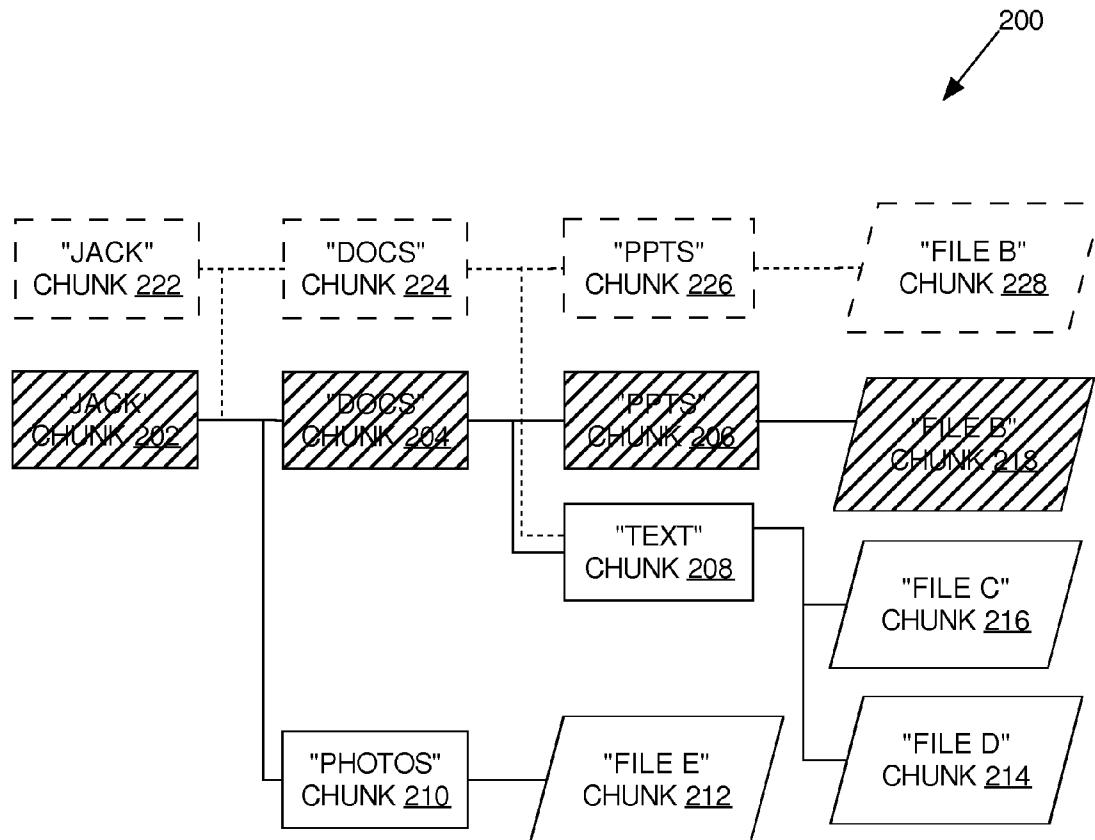 200
"JACK"
CHUNK 222
"DOCS"
CHUNK 224
"PPTS"
CHUNK 226
"FILE B"
CHUNK 228
"JACK"
CHUNK 202
"DOCS"
CHUNK 204
"PPTS"
CHUNK 206
"FILE B"
CHUNK 218
"TEXT"
CHUNK 208
"FILE C"
CHUNK 216
"PHOTOS"
CHUNK 210
"FILE E"
CHUNK 212
"FILE D"
CHUNK 214